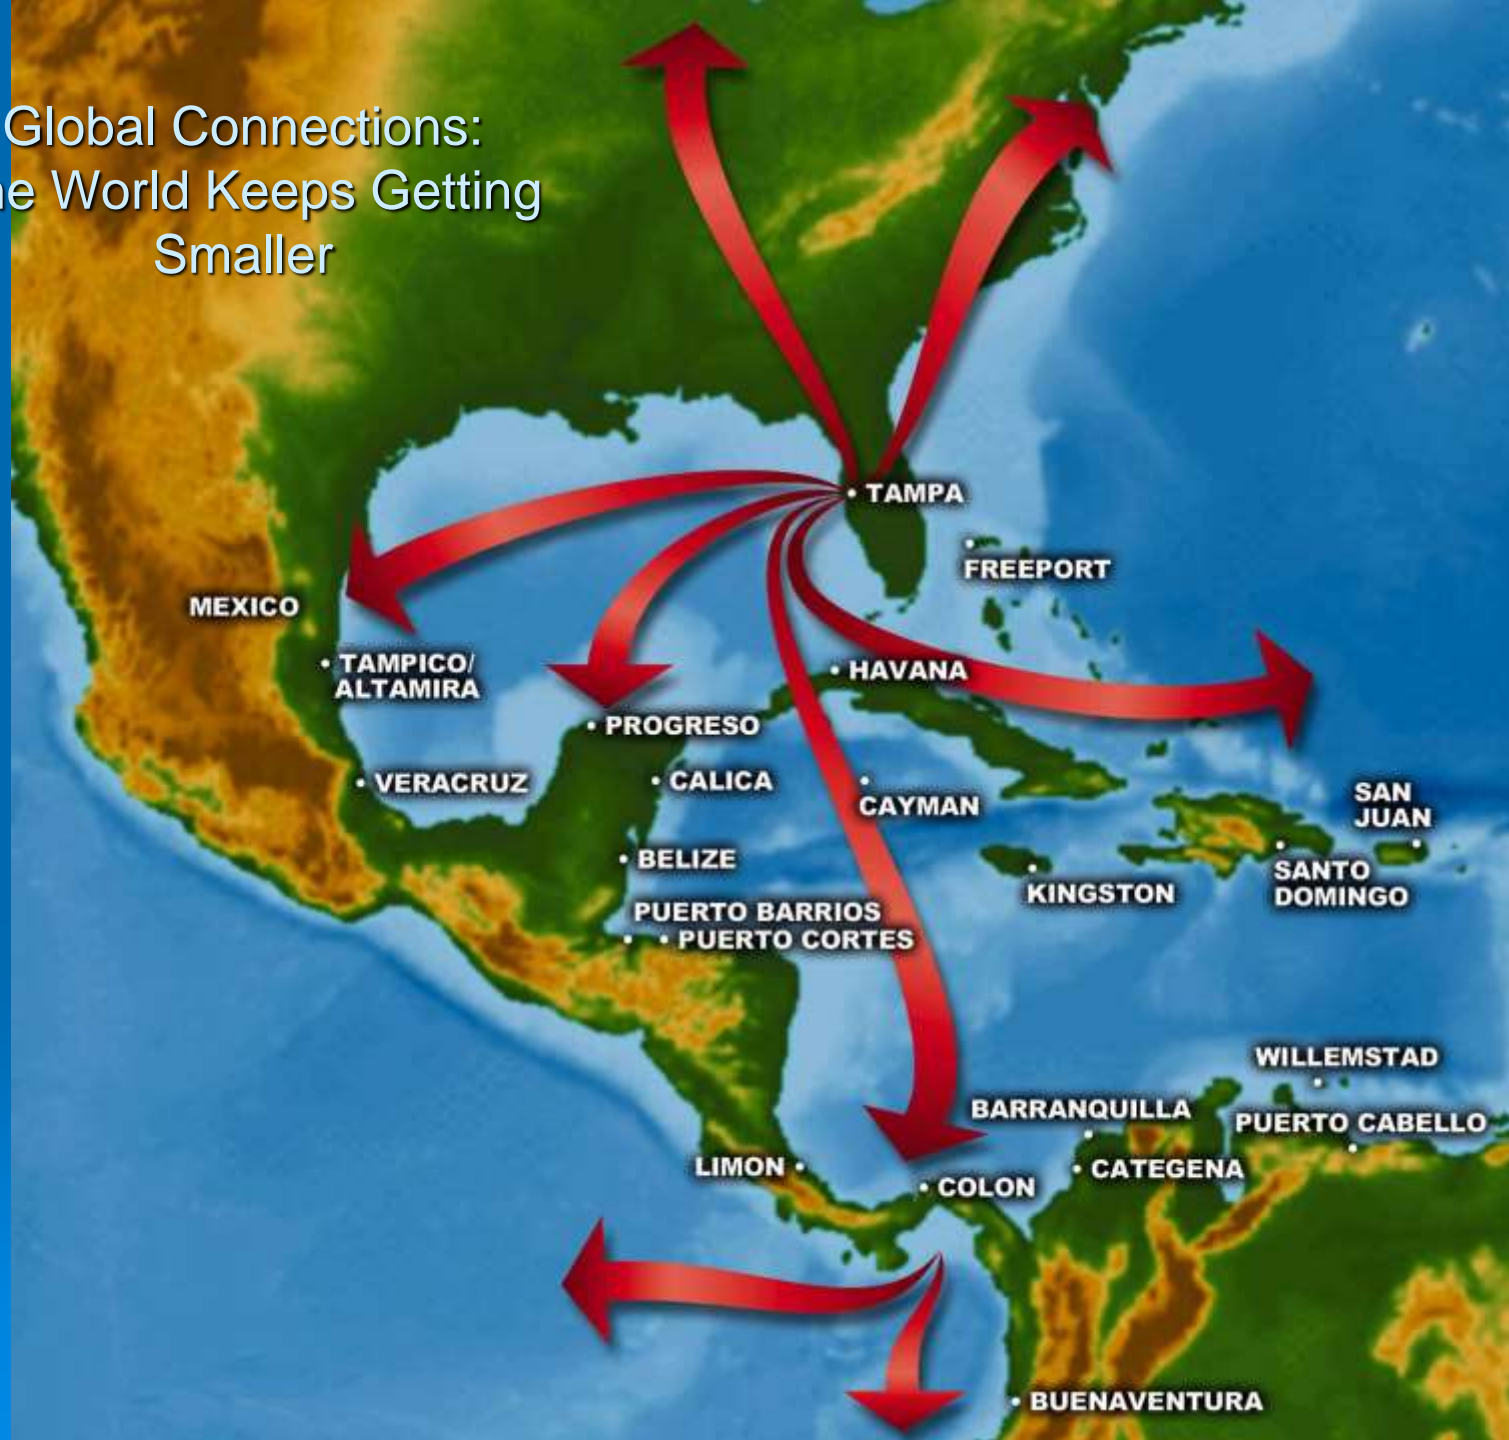 Global Connections:
e World Keeps Getting
Smaller
TAMPA
FREEPORT
MEXICO
TAMPICO/
ALTAMIRA
HAVANA
PROGRESO
VERACRUZ
CALICA
CAYMAN
SAN
JUAN
BELIZE
SANTO
DOMINGO
KINGSTON
PUERTO BARRIOS
PUERTO CORTES
WILLEMSTAD
BARRANQUILLA
PUERTO CABELLO
LIMON
CATEGENA
COLON
BUENAVENTURA